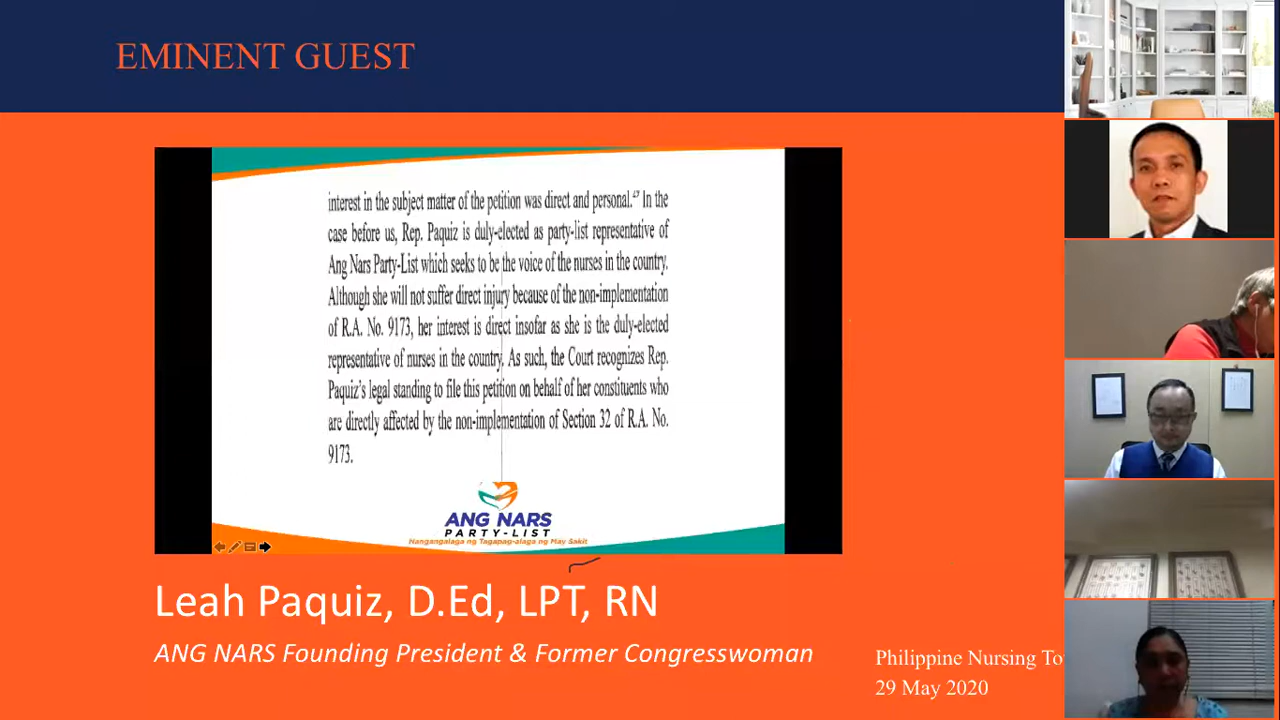 EMINENT GUEST
interest in the subject matter of the petition was direct and personal.⁴⁷ In the
case before us, Rep. Paquiz is duly-elected as party-list representative of
Ang Nars Party-List which seeks to be the voice of the nurses in the country.
Although she will not suffer direct injury because of the non-implementation
of R.A. No. 9173, her interest is direct insofar as she is the duly-elected
representative of nurses in the country. As such, the Court recognizes Rep.
Paquiz's legal standing to file this petition on behalf of her constituents who
are directly affected by the non-implementation of Section 32 of R.A. No.
9173.
ANG NARS
PARTY-LIST
Nangangalaga ng Tagapag-alaga ng May Sakit
Leah Paquiz, D.Ed, LPT, RN
ANG NARS Founding President & Former Congresswoman
Philippine Nursing To
29 May 2020